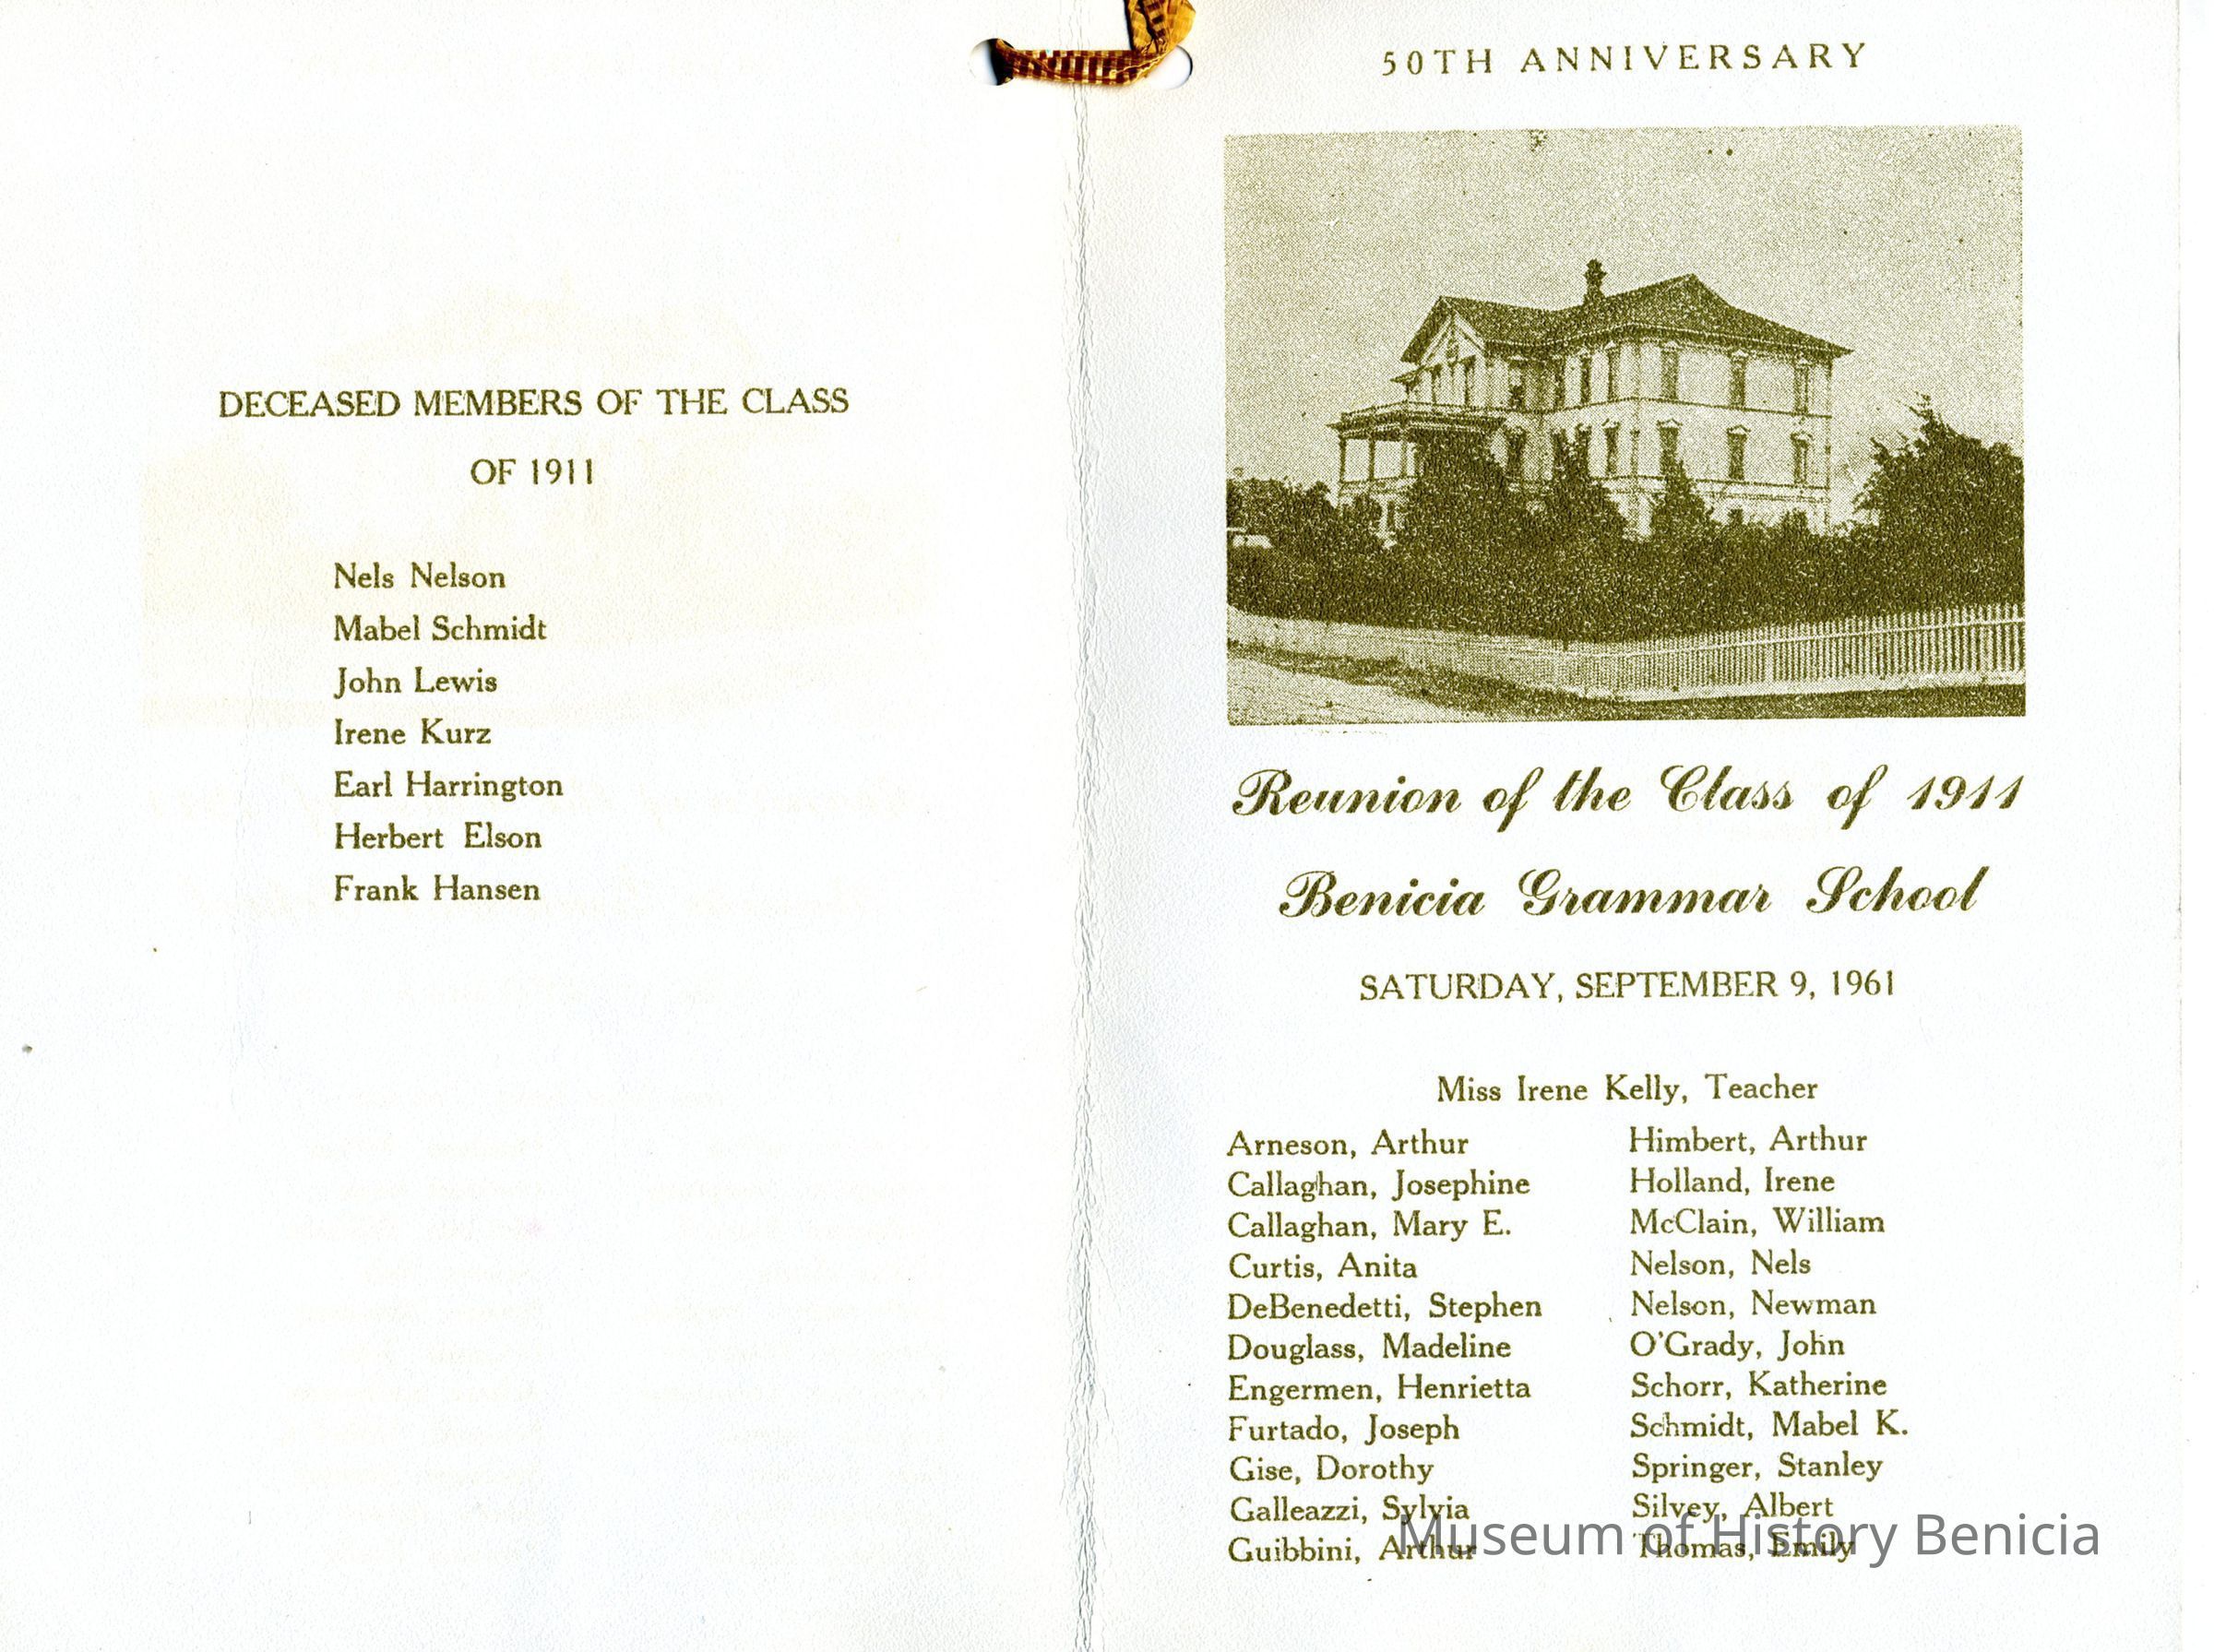 DECEASED MEMBERS OF THE CLASS
OF 1911
Nels Nelson
Mabel Schmidt
John Lewis
Irene Kurz
Earl Harrington
Herbert Elson
Frank Hansen
50TH ANNIVERSARY
Reunion of the Class of 1911
Benicia Grammar School
SATURDAY, SEPTEMBER 9, 1961
Miss Irene Kelly, Teacher
Arneson, Arthur
Callaghan, Josephine
Callaghan, Mary E.
Curtis, Anita
DeBenedetti, Stephen
Douglass, Madeline
Engermen, Henrietta
Furtado, Joseph
Gise, Dorothy
Galleazzi, Sylvia
Guibbini, Arthur
Himbert, Arthur
Holland, Irene
McClain, William
Nelson, Nels
Nelson, Newman
O'Grady, John
Schorr, Katherine
Schmidt, Mabel K.
Springer, Stanley
Silvey, Albert
Thomas, Emily
Museum of History Benicia